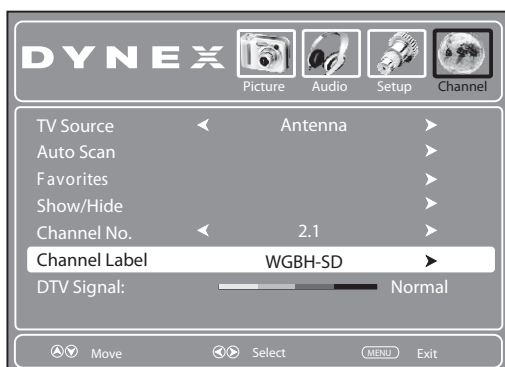 DYNEX
Picture Audio Setup Channel
TV Source Antenna
Auto Scan
Favorites
Show/Hide
Channel No. 2.1
Channel Label WGBH-SD
DTV Signal: Normal
Move Select MENU Exit